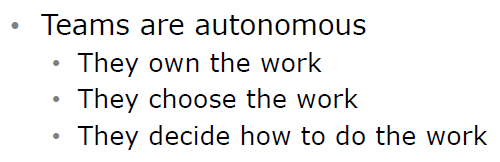 • Teams are autonomous
• They own the work
• They choose the work
• They decide how to do the work